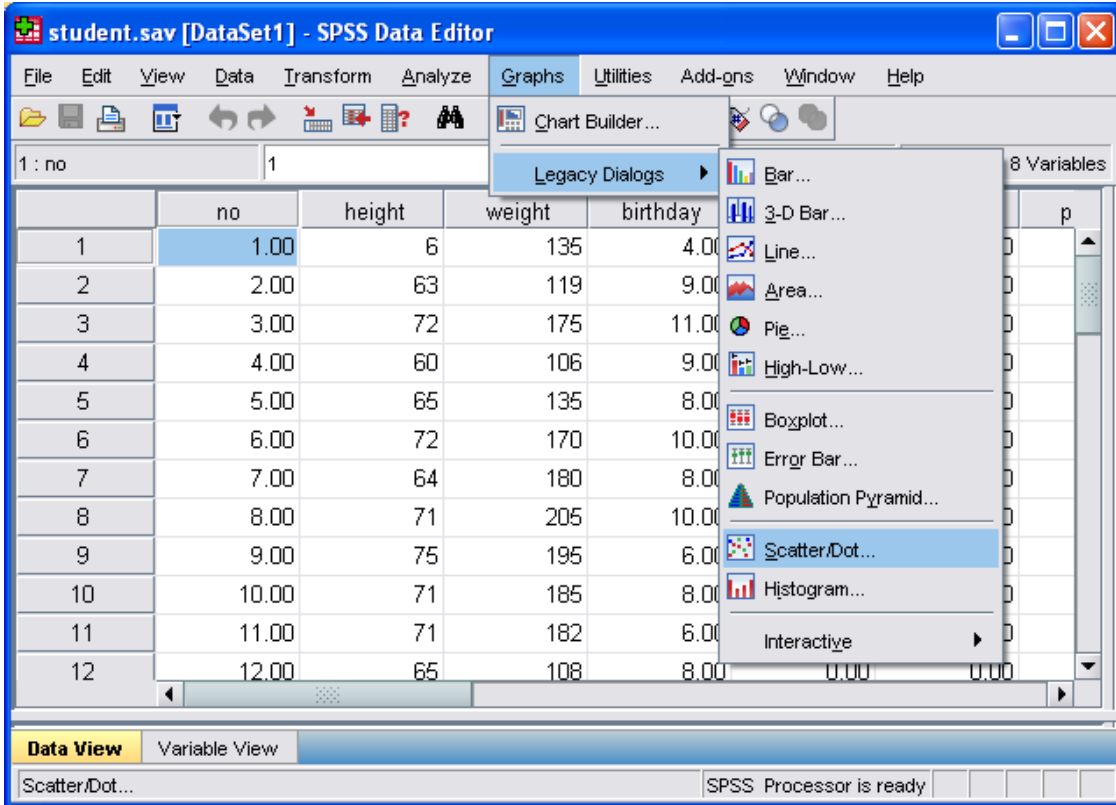 student.sav [DataSet1] - SPSS Data Editor
File Edit View Data Transform Analyze Graphs Utilities Add-ons Window Help
Chart Builder...
Legacy Dialogs
Bar...
3-D Bar...
Line...
Area...
Pie...
High-Low...
Boxplot...
Error Bar...
Population Pyramid...
Scatter/Dot...
Histogram...
Interactive
1 : no 1 8 Variables
no height weight birthday p
1 1.00 6 135 4.00
2 2.00 63 119 9.00
3 3.00 72 175 11.00
4 4.00 60 106 9.00
5 5.00 65 135 8.00
6 6.00 72 170 10.00
7 7.00 64 180 8.00
8 8.00 71 205 10.00
9 9.00 75 195 6.00
10 10.00 71 185 8.00
11 11.00 71 182 6.00
12 12.00 65 108 8.00 0.00 0.00
Data View Variable View
Scatter/Dot... SPSS Processor is ready